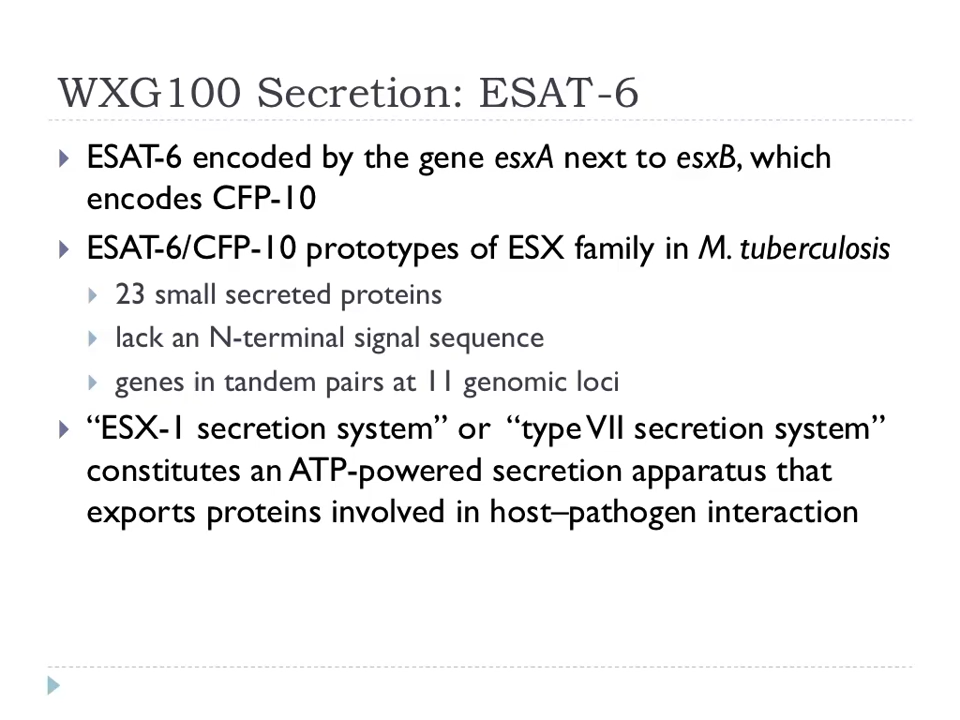 WXG100 Secretion: ESAT-6
ESAT-6 encoded by the gene esxA next to esxB, which
encodes CFP-10
ESAT-6/CFP-10 prototypes of ESX family in M. tuberculosis
23 small secreted proteins
lack an N-terminal signal sequence
genes in tandem pairs at 11 genomic loci
“ESX-1 secretion system” or “type VII secretion system”
constitutes an ATP-powered secretion apparatus that
exports proteins involved in host–pathogen interaction